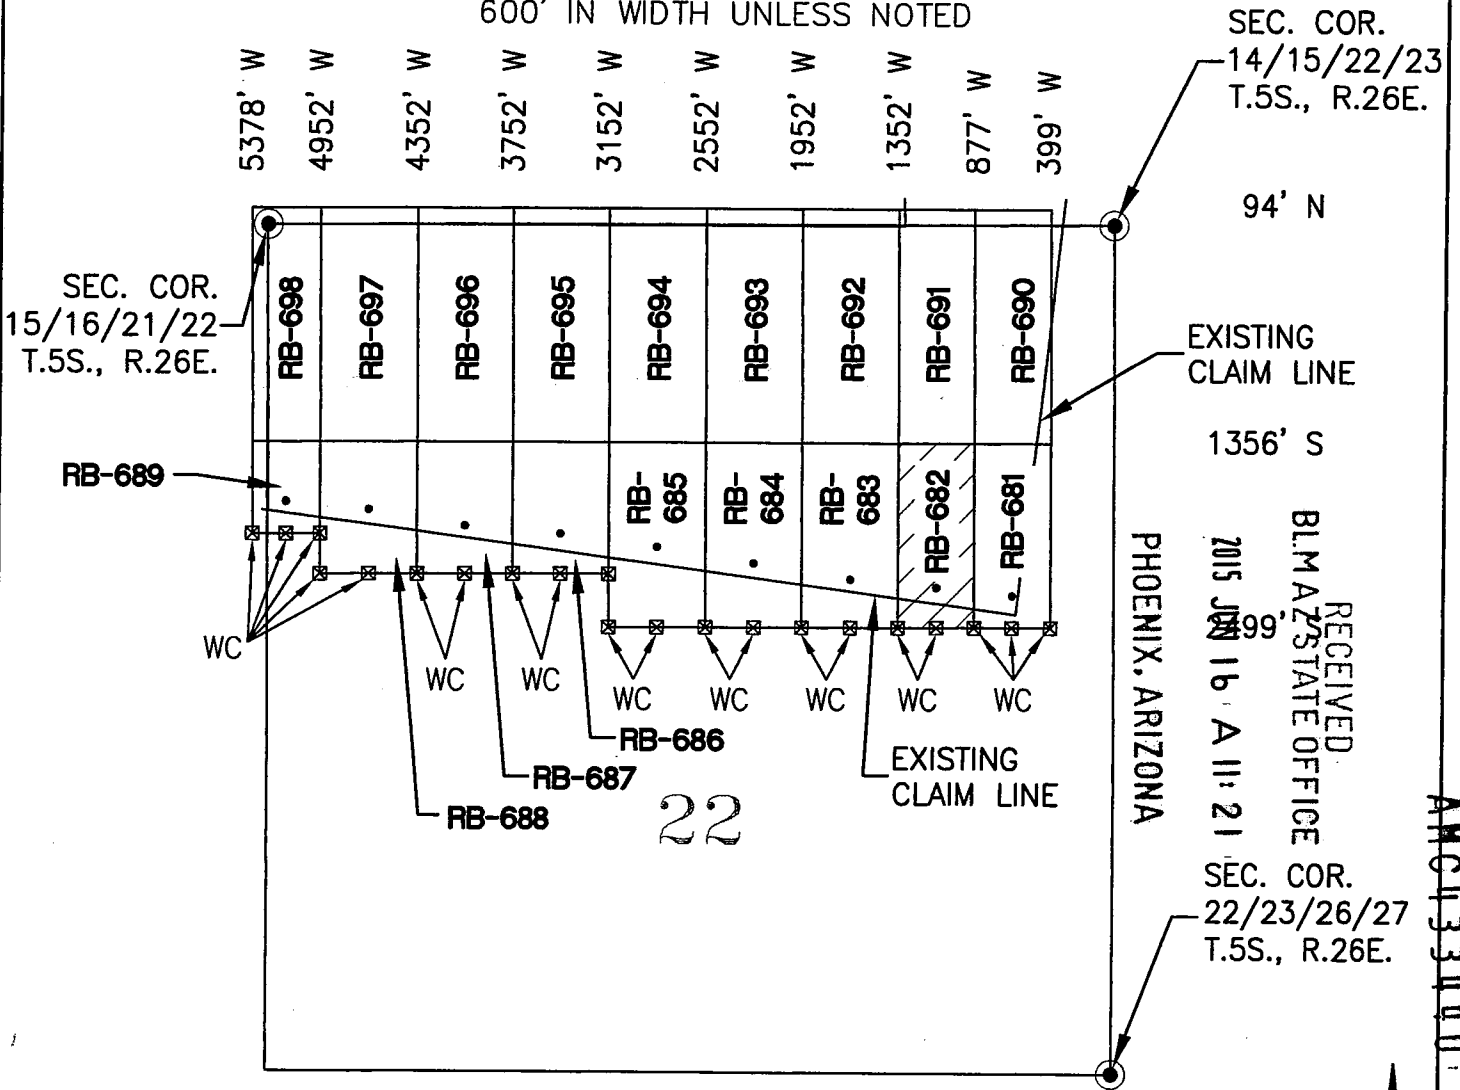 600' IN WIDTH UNLESS NOTED
5378' W
4952' W
4352' W
3752' W
3152' W
2552' W
1952' W
1352' W
877' W
399' W
SEC. COR.
14/15/22/23
T.5S., R.26E.
94' N
SEC. COR.
15/16/21/22
T.5S., R.26E.
RB-698
RB-697
RB-696
RB-695
RB-694
RB-693
RB-692
RB-691
RB-690
EXISTING
CLAIM LINE
1356' S
RB-689
RB-
685
RB-
684
RB-
683
RB-682
RB-681
RECEIVED
BLM AZ STATE OFFICE
2015 JUN 16 A 11: 21
PHOENIX, ARIZONA
2499'
WC
WC
WC
WC
WC
WC
WC
WC
RB-686
RB-687
RB-688
EXISTING
CLAIM LINE
22
SEC. COR.
22/23/26/27
T.5S., R.26E.